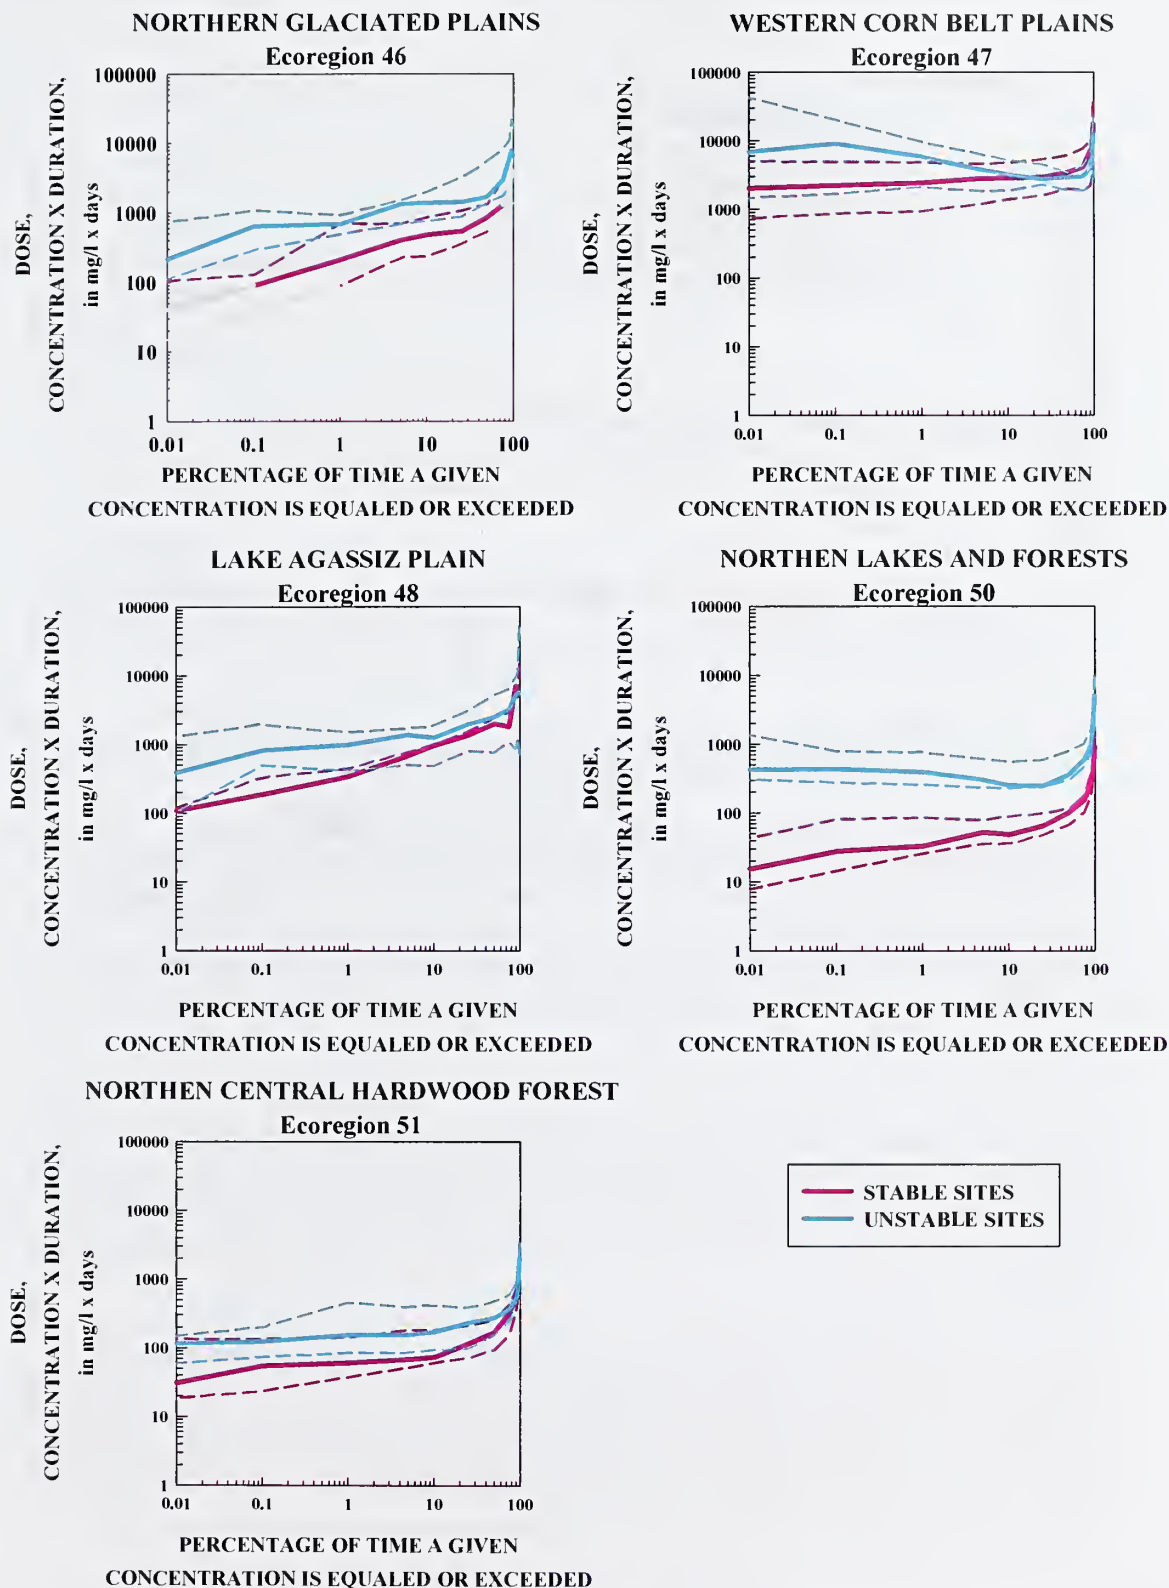 NORTHERN GLACIATED PLAINS
Ecoregion 46
DOSE,
CONCENTRATION X DURATION,
in mg/l x days
100000
10000
1000
100
10
1
0.01 0.1 1 10 100
PERCENTAGE OF TIME A GIVEN
CONCENTRATION IS EQUALED OR EXCEEDED
WESTERN CORN BELT PLAINS
Ecoregion 47
DOSE,
CONCENTRATION X DURATION,
in mg/l x days
100000
10000
1000
100
10
1
0.01 0.1 1 10 100
PERCENTAGE OF TIME A GIVEN
CONCENTRATION IS EQUALED OR EXCEEDED
LAKE AGASSIZ PLAIN
Ecoregion 48
DOSE,
CONCENTRATION X DURATION,
in mg/l x days
100000
10000
1000
100
10
1
0.01 0.1 1 10 100
PERCENTAGE OF TIME A GIVEN
CONCENTRATION IS EQUALED OR EXCEEDED
NORTHEN LAKES AND FORESTS
Ecoregion 50
DOSE,
CONCENTRATION X DURATION,
in mg/l x days
100000
10000
1000
100
10
1
0.01 0.1 1 10 100
PERCENTAGE OF TIME A GIVEN
CONCENTRATION IS EQUALED OR EXCEEDED
NORTHEN CENTRAL HARDWOOD FOREST
Ecoregion 51
DOSE,
CONCENTRATION X DURATION,
in mg/l x days
100000
10000
1000
100
10
1
0.01 0.1 1 10 100
PERCENTAGE OF TIME A GIVEN
CONCENTRATION IS EQUALED OR EXCEEDED
STABLE SITES
UNSTABLE SITES